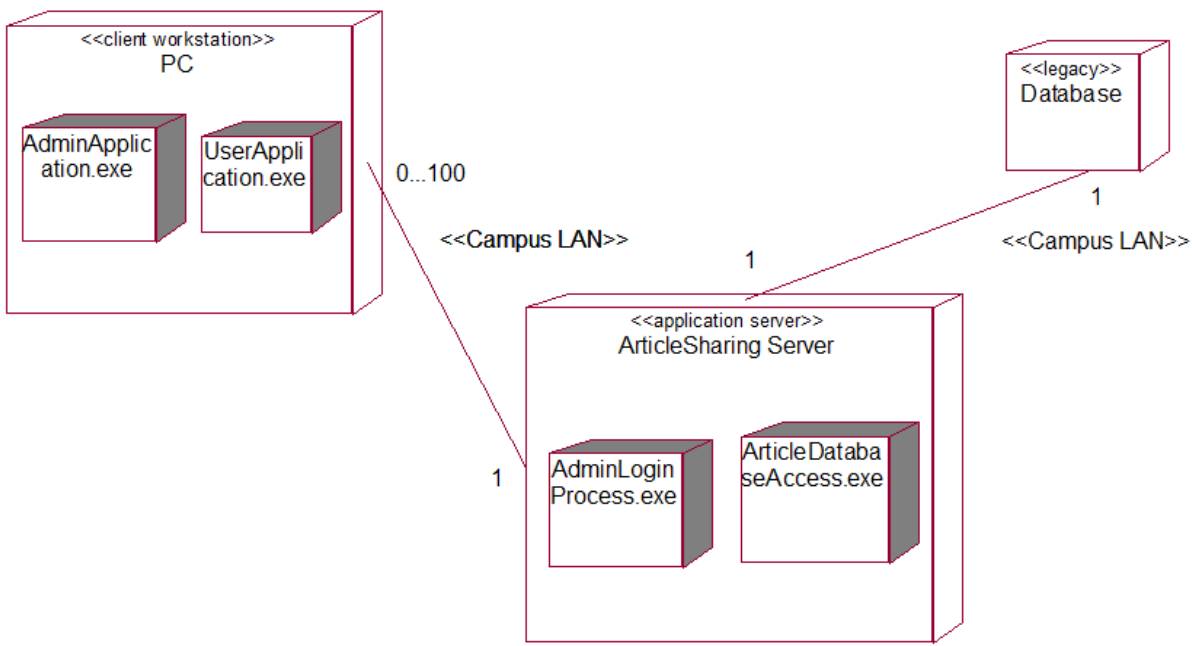 <<client workstation>>
PC
AdminApplic
ation.exe
UserAppli
cation.exe
0...100
<<Campus LAN>>
1
<<legacy>>
Database
1
<<Campus LAN>>
1
<<application server>>
ArticleSharing Server
AdminLogin
Process.exe
ArticleDataba
seAccess.exe